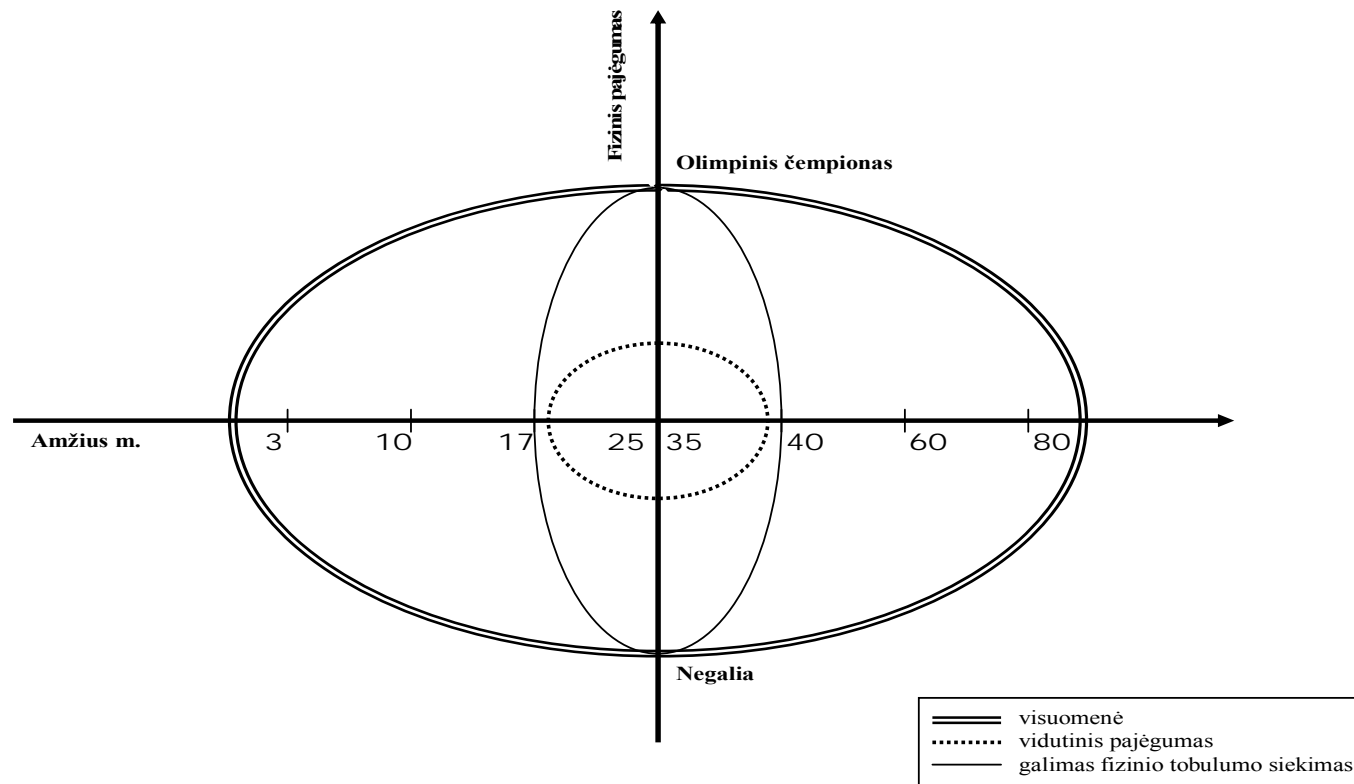 Fizinis pajėgumas
Olimpinis čempionas
Amžius m.
3 10 17 25 35 40 60 80
Negalia
visuomenė
vidutinis pajėgumas
galimas fizinio tobulumo siekimas